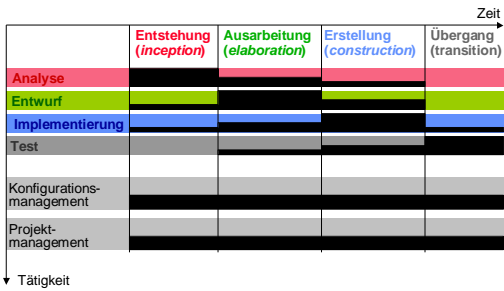 Zeit
Entstehung Ausarbeitung Erstellung Übergang
(inception) (elaboration) (construction) (transition)
Analyse
Entwurf
Implementierung
Test
Konfigurations-
management
Projekt-
management
Tätigkeit